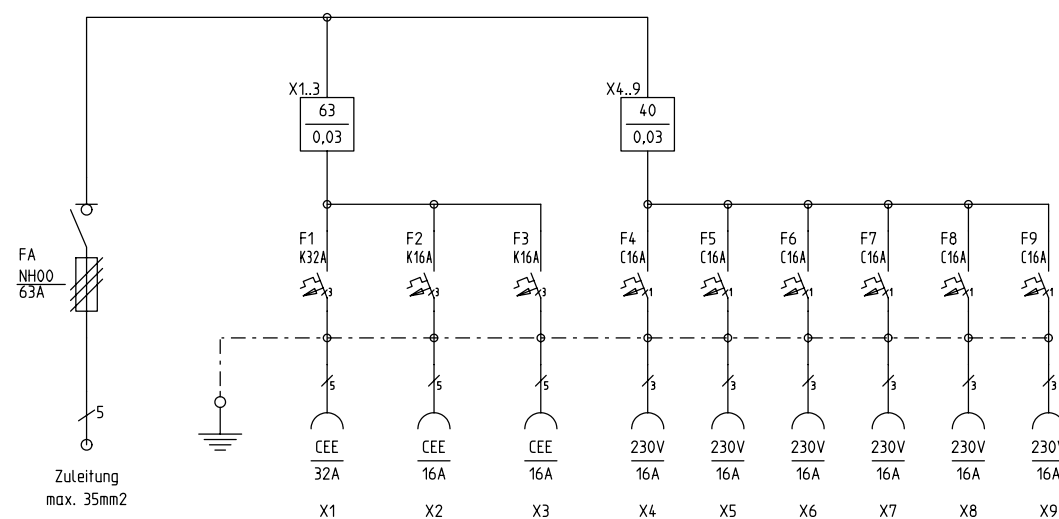 X1..3
63
0,03
X4..9
40
0,03
FA
NH00
63A
F1
K32A
F2
K16A
F3
K16A
F4
C16A
F5
C16A
F6
C16A
F7
C16A
F8
C16A
F9
C16A
3
3
3
1
1
1
1
1
1
5
5
5
5
3
3
3
3
3
3
CEE
32A
CEE
16A
CEE
16A
230V
16A
230V
16A
230V
16A
230V
16A
230V
16A
230V
16A
Zuleitung
max. 35mm2
X1
X2
X3
X4
X5
X6
X7
X8
X9